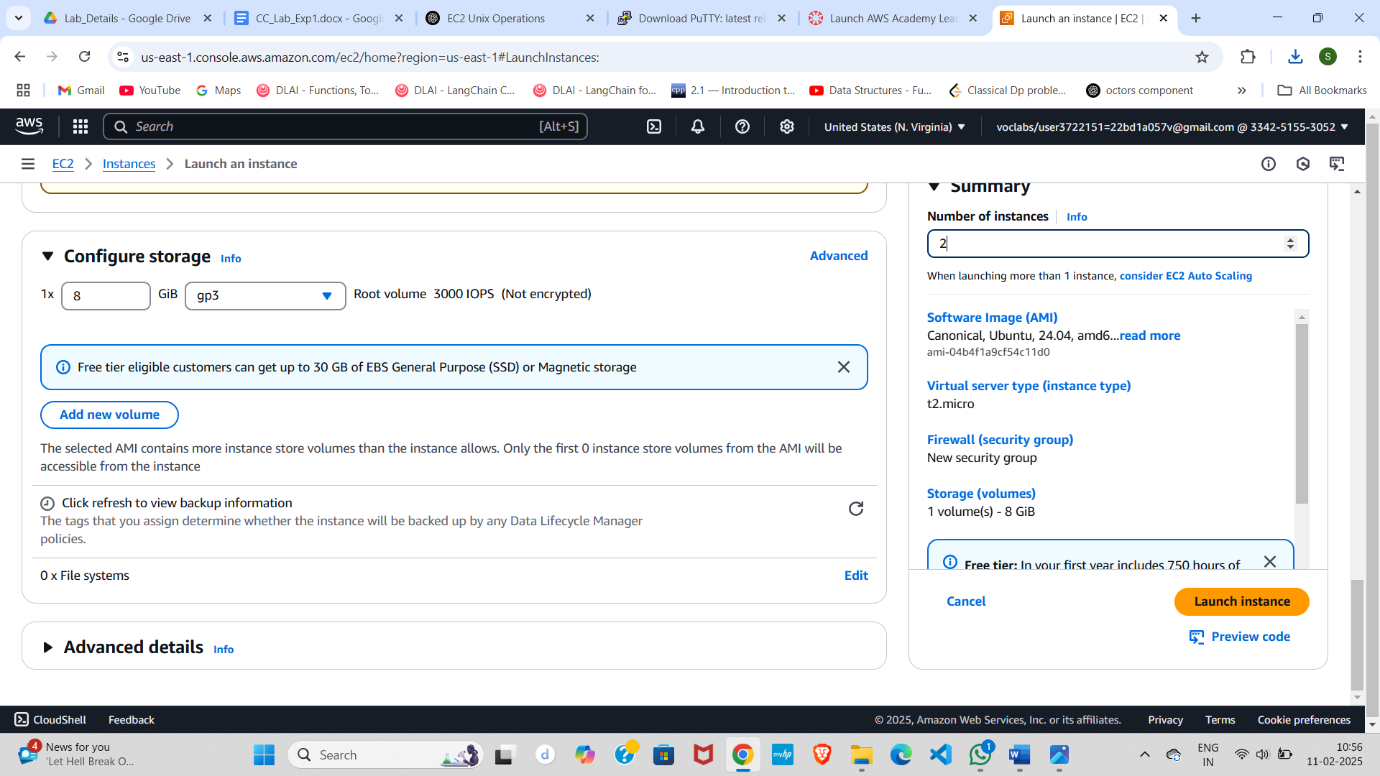 Lab_Details - Google Drive
CC_Lab_Exp1.docx - Google
EC2 Unix Operations
Download PuTTY: latest rel
Launch AWS Academy Lear
Launch an instance | EC2 |
us-east-1.console.aws.amazon.com/ec2/home?region=us-east-1#LaunchInstances:
S
Gmail
YouTube
Maps
DLAI - Functions, To...
DLAI - LangChain C...
DLAI - LangChain fo...
2.1 — Introduction t...
Data Structures - Fu...
Classical Dp proble...
octors component
All Bookmarks
aws
Search
[Alt+S]
United States (N. Virginia)
voclabs/user3722151=22bd1a057v@gmail.com @ 3342-5155-3052
EC2
Instances
Launch an instance
Configure storage
Info
Advanced
1x
8
GiB
gp3
Root volume 3000 IOPS (Not encrypted)
Free tier eligible customers can get up to 30 GB of EBS General Purpose (SSD) or Magnetic storage
Add new volume
The selected AMI contains more instance store volumes than the instance allows. Only the first 0 instance store volumes from the AMI will be
accessible from the instance
Click refresh to view backup information
The tags that you assign determine whether the instance will be backed up by any Data Lifecycle Manager
policies.
0 x File systems
Edit
Advanced details
Info
Summary
Number of instances
Info
2
When launching more than 1 instance, consider EC2 Auto Scaling
Software Image (AMI)
Canonical, Ubuntu, 24.04, amd6...read more
ami-04b4f1a9cf54c11d0
Virtual server type (instance type)
t2.micro
Firewall (security group)
New security group
Storage (volumes)
1 volume(s) - 8 GiB
Free tier: In your first year includes 750 hours of
Cancel
Launch instance
Preview code
CloudShell
Feedback
© 2025, Amazon Web Services, Inc. or its affiliates.
Privacy
Terms
Cookie preferences
4
News for you
'Let Hell Break O...
Search
d
1
ENG
IN
10:56
11-02-2025